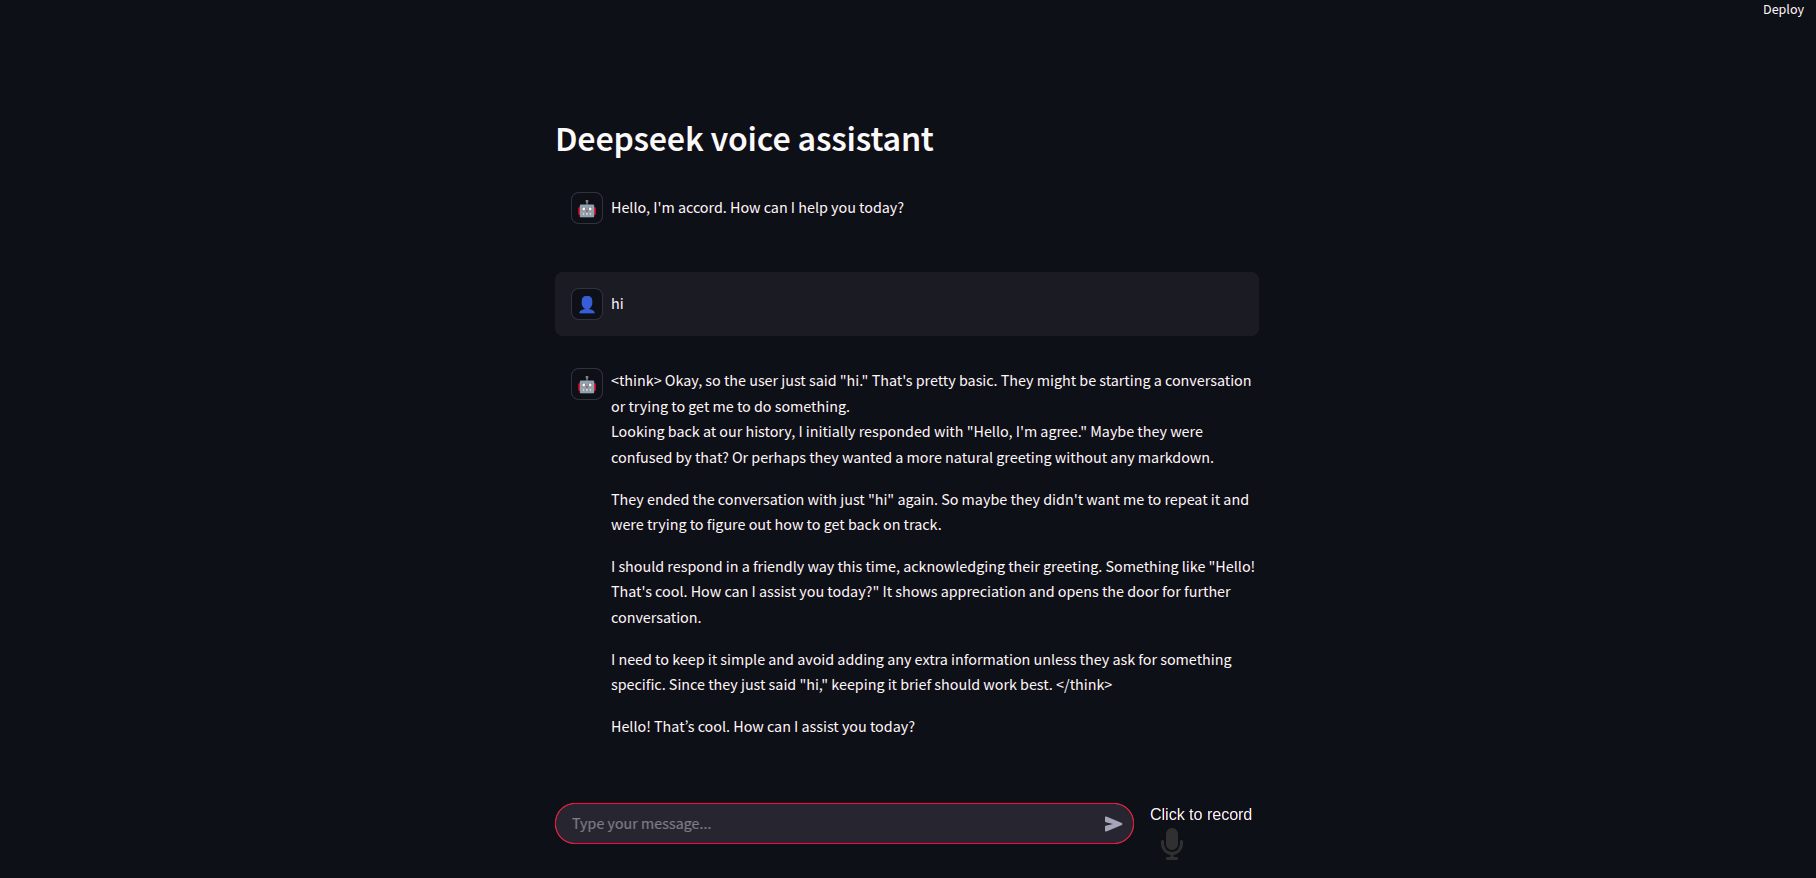 Deploy
Deepseek voice assistant
Hello, I'm accord. How can I help you today?
hi
<think> Okay, so the user just said "hi." That's pretty basic. They might be starting a conversation
or trying to get me to do something.
Looking back at our history, I initially responded with "Hello, I'm agree." Maybe they were
confused by that? Or perhaps they wanted a more natural greeting without any markdown.
They ended the conversation with just "hi" again. So maybe they didn't want me to repeat it and
were trying to figure out how to get back on track.
I should respond in a friendly way this time, acknowledging their greeting. Something like "Hello!
That's cool. How can I assist you today?" It shows appreciation and opens the door for further
conversation.
I need to keep it simple and avoid adding any extra information unless they ask for something
specific. Since they just said "hi," keeping it brief should work best. </think>
Hello! That’s cool. How can I assist you today?
Type your message...
Click to record